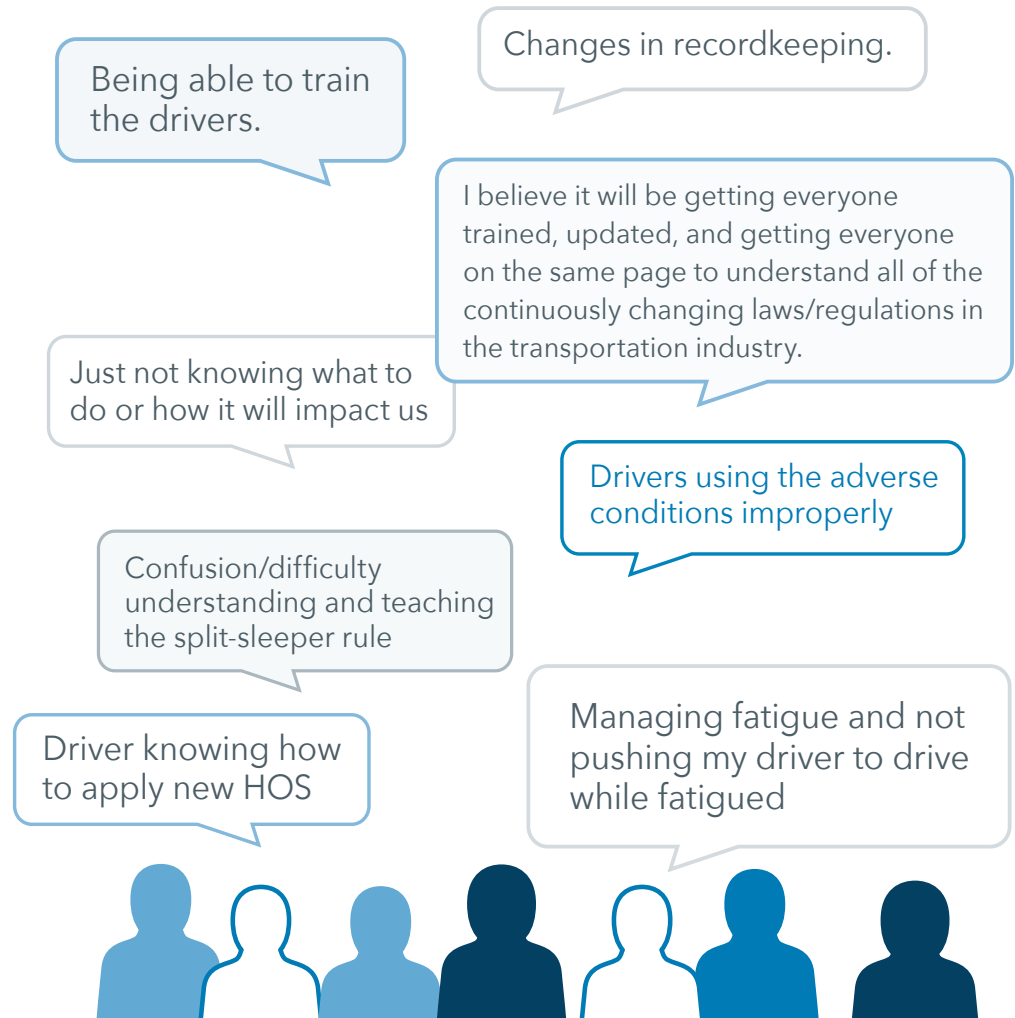 Changes in recordkeeping.
Being able to train
the drivers.
I believe it will be getting everyone
trained, updated, and getting everyone
on the same page to understand all of the
continuously changing laws/regulations in
the transportation industry.
Just not knowing what to
do or how it will impact us
Drivers using the adverse
conditions improperly
Confusion/difficulty
understanding and teaching
the split-sleeper rule
Managing fatigue and not
pushing my driver to drive
while fatigued
Driver knowing how
to apply new HOS